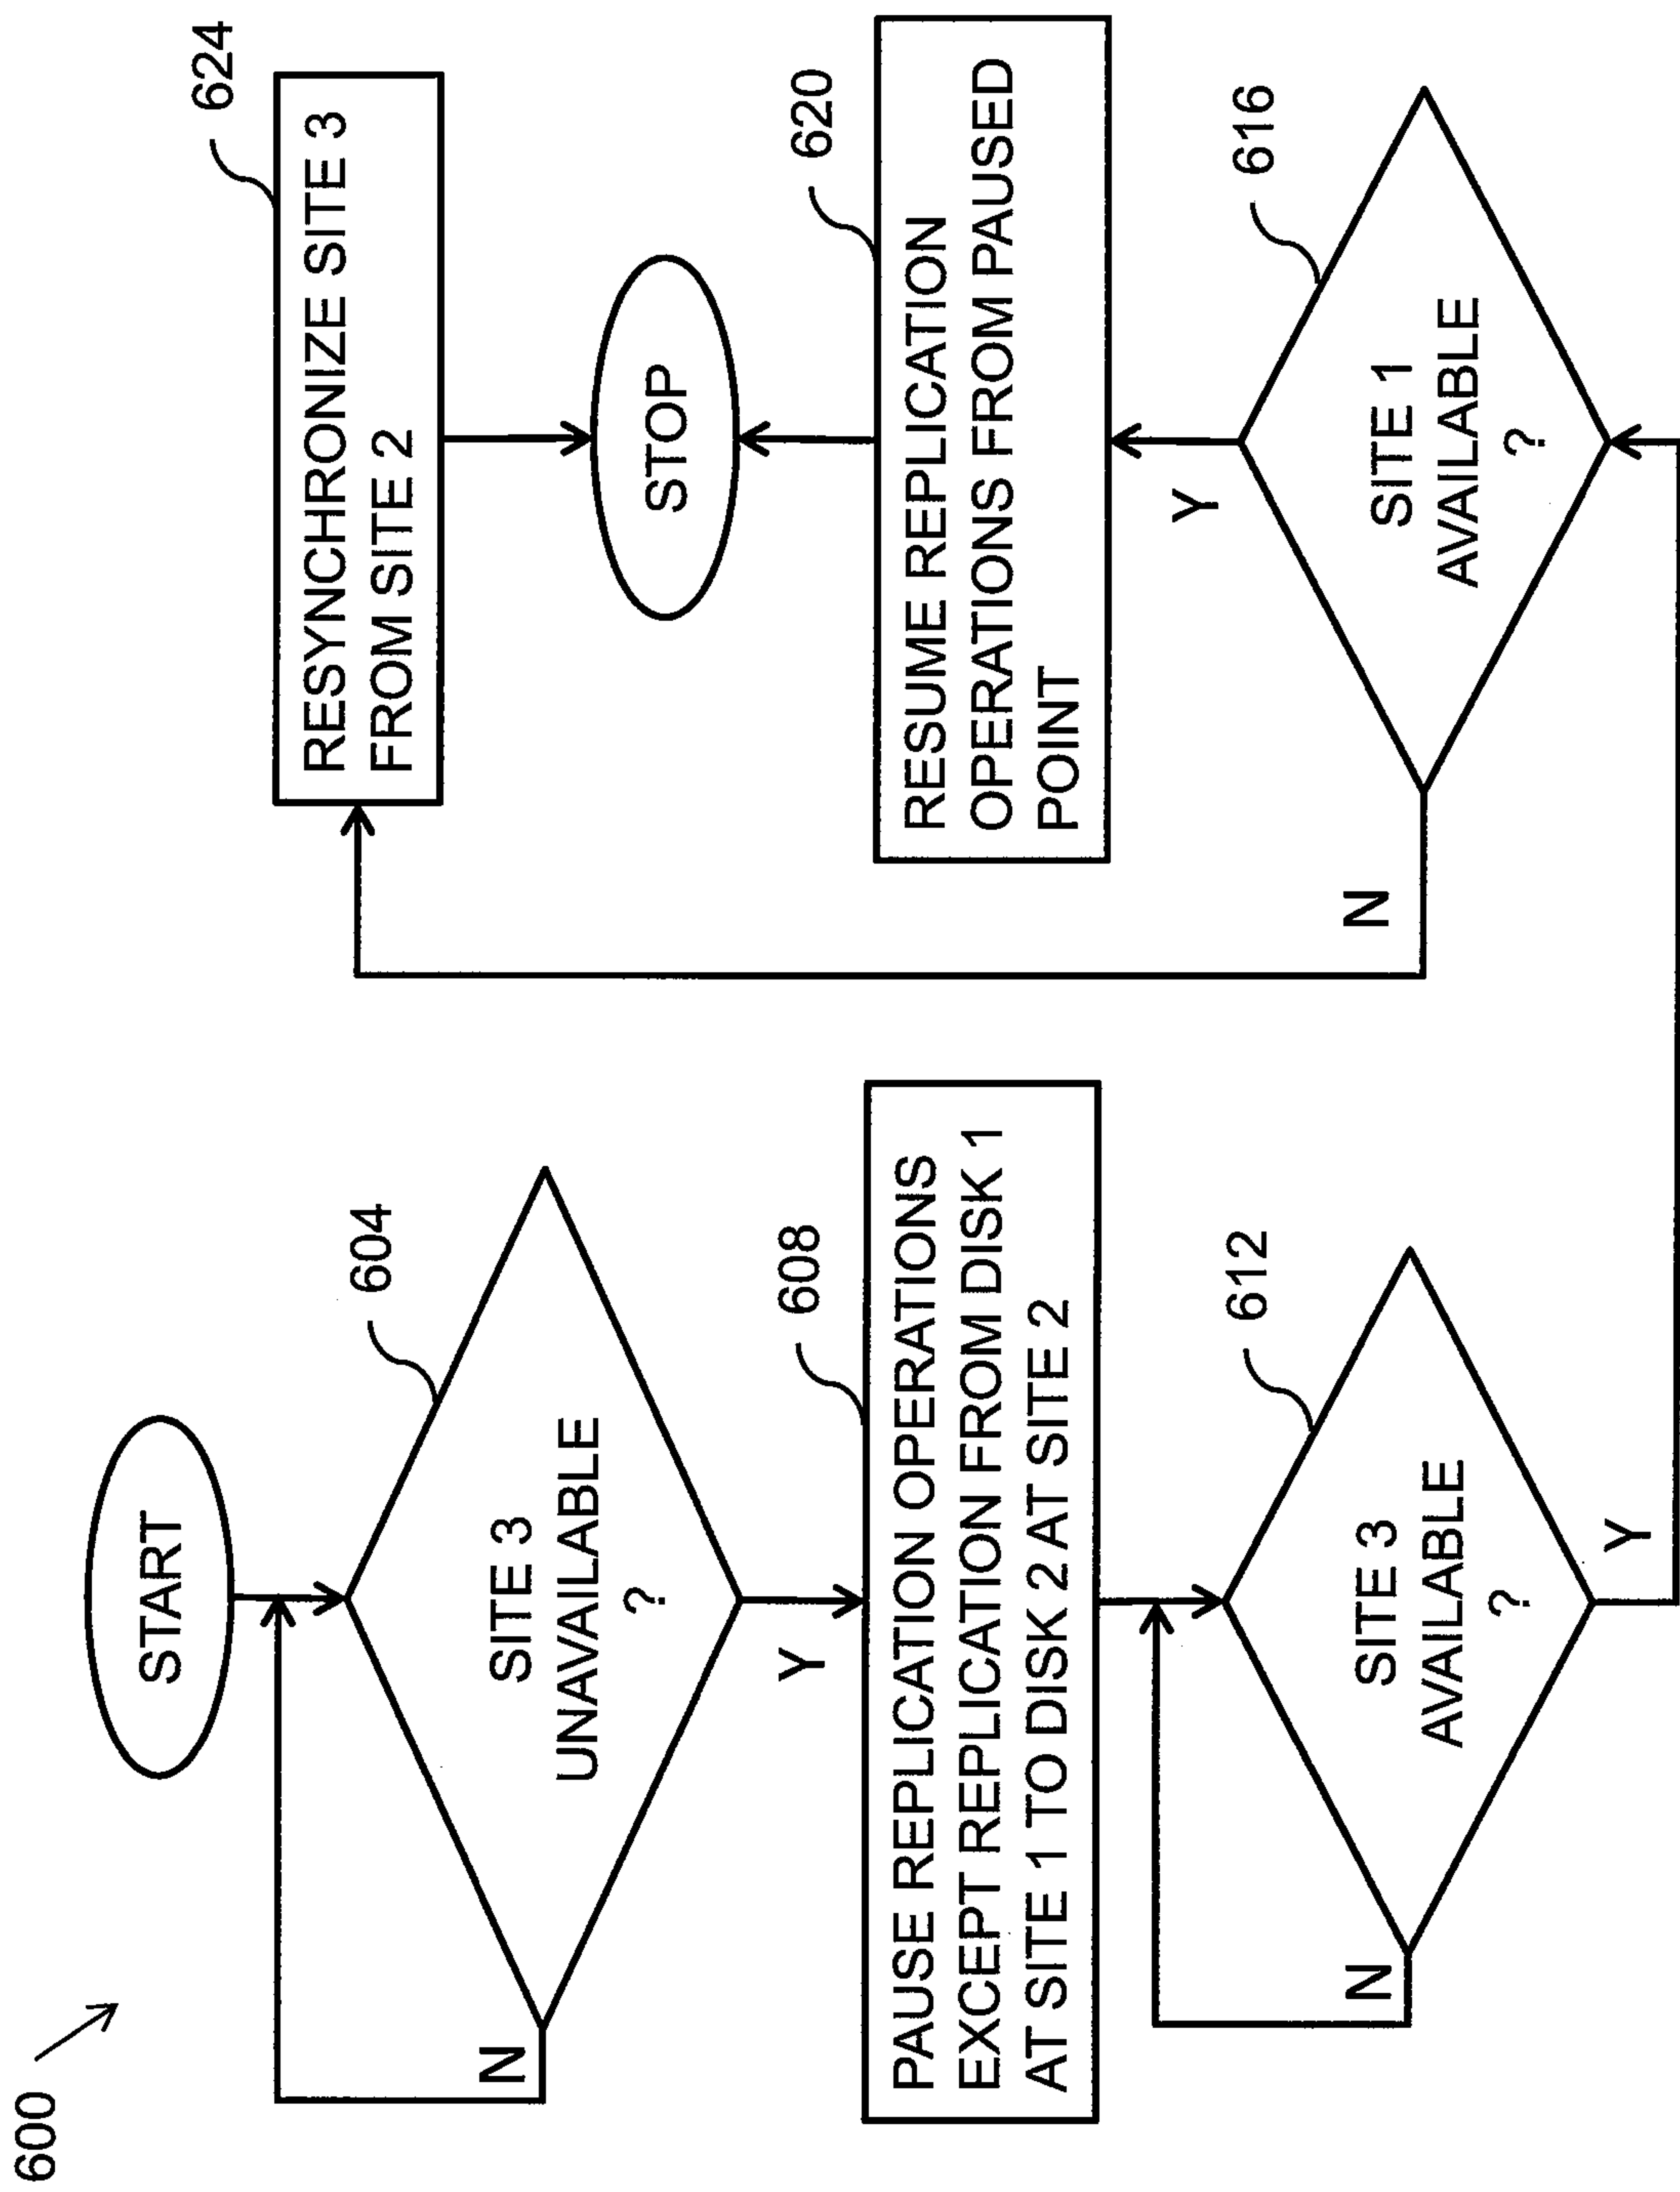 600
START
604
SITE 3
UNAVAILABLE
?
N
Y
608
PAUSE REPLICATION OPERATIONS
EXCEPT REPLICATION FROM DISK 1
AT SITE 1 TO DISK 2 AT SITE 2
612
SITE 3
AVAILABLE
?
N
Y
616
SITE 1
AVAILABLE
?
N
Y
620
RESUME REPLICATION
OPERATIONS FROM PAUSED
POINT
STOP
624
RESYNCHRONIZE SITE 3
FROM SITE 2